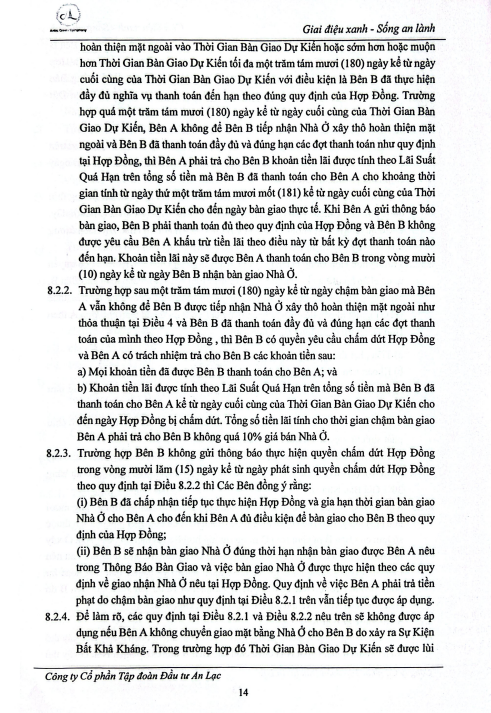 Giai điệu xanh - Sống an lành
hoàn thiện mặt ngoài vào Thời Gian Bàn Giao Dự Kiến hoặc sớm hơn hoặc muộn
hơn Thời Gian Bàn Giao Dự Kiến tối đa một trăm tám mươi (180) ngày kể từ ngày
cuối cùng của Thời Gian Bàn Giao Dự Kiến với điều kiện là Bên B đã thực hiện
đầy đủ nghĩa vụ thanh toán đến hạn theo đúng quy định của Hợp Đồng. Trường
hợp quá một trăm tám mươi (180) ngày kể từ ngày cuối cùng của Thời Gian Bàn
Giao Dự Kiến, Bên A không để Bên B tiếp nhận Nhà Ở xây thô hoàn thiện mặt
ngoài và Bên B đã thanh toán đầy đủ và đúng hạn các đợt thanh toán như quy định
tại Hợp Đồng, thì Bên A phải trả cho Bên B khoản tiền lãi được tính theo Lãi Suất
Quá Hạn trên tổng số tiền mà Bên B đã thanh toán cho Bên A cho khoảng thời
gian tính từ ngày thứ một trăm tám mươi mốt (181) kể từ ngày cuối cùng của Thời
Gian Bàn Giao Dự Kiến cho đến ngày bàn giao thực tế. Khi Bên A gửi thông báo
bàn giao, Bên B phải thanh toán đủ theo quy định của Hợp Đồng và Bên B không
được yêu cầu Bên A khấu trừ tiền lãi theo điều này từ bất kỳ đợt thanh toán nào
đến hạn. Khoản tiền lãi này sẽ được Bên A thanh toán cho Bên B trong vòng mười
(10) ngày kể từ ngày Bên B nhận bàn giao Nhà Ở.
8.2.2. Trường hợp sau một trăm tám mươi (180) ngày kể từ ngày chậm bàn giao mà Bên
A vẫn không để Bên B được tiếp nhận Nhà Ở xây thô hoàn thiện mặt ngoài như
thỏa thuận tại Điều 4 và Bên B đã thanh toán đầy đủ và đúng hạn các đợt thanh
toán của mình theo Hợp Đồng , thì Bên B có quyền yêu cầu chấm dứt Hợp Đồng
và Bên A có trách nhiệm trả cho Bên B các khoản tiền sau:
a) Mọi khoản tiền đã được Bên B thanh toán cho Bên A; và
b) Khoản tiền lãi được tính theo Lãi Suất Quá Hạn trên tổng số tiền mà Bên B đã
thanh toán cho Bên A kể từ ngày cuối cùng của Thời Gian Bàn Giao Dự Kiến cho
đến ngày Hợp Đồng bị chấm dứt. Tổng số tiền lãi tính cho thời gian chậm bàn giao
Bên A phải trả cho Bên B không quá 10% giá bán Nhà Ở.
8.2.3. Trường hợp Bên B không gửi thông báo thực hiện quyền chấm dứt Hợp Đồng
trong vòng mười lăm (15) ngày kể từ ngày phát sinh quyền chấm dứt Hợp Đồng
theo quy định tại Điều 8.2.2 thì Các Bên đồng ý rằng:
(i) Bên B đã chấp nhận tiếp tục thực hiện Hợp Đồng và gia hạn thời gian bàn giao
Nhà Ở cho Bên A cho đến khi Bên A đủ điều kiện để bàn giao cho Bên B theo quy
định của Hợp Đồng;
(ii) Bên B sẽ nhận bàn giao Nhà Ở đúng thời hạn nhận bàn giao được Bên A nêu
trong Thông Báo Bàn Giao và việc bàn giao Nhà Ở được thực hiện theo các quy
định về giao nhận Nhà Ở nêu tại Hợp Đồng. Quy định về việc Bên A phải trả tiền
phạt do chậm bàn giao như quy định tại Điều 8.2.1 trên vẫn tiếp tục được áp dụng.
8.2.4. Để làm rõ, các quy định tại Điều 8.2.1 và Điều 8.2.2 nêu trên sẽ không được áp
dụng nếu Bên A không chuyển giao mặt bằng Nhà Ở cho Bên B do xảy ra Sự Kiện
Bất Khả Kháng. Trong trường hợp đó Thời Gian Bàn Giao Dự Kiến sẽ được lùi
Công ty Cổ phần Tập đoàn Đầu tư An Lạc
14